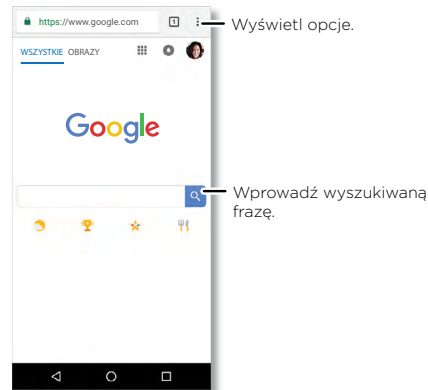 https://www.google.com 1
Wyświetl opcje.
WSZYSTKIE OBRAZY
Google
Wprowadź wyszukiwaną
frazę.